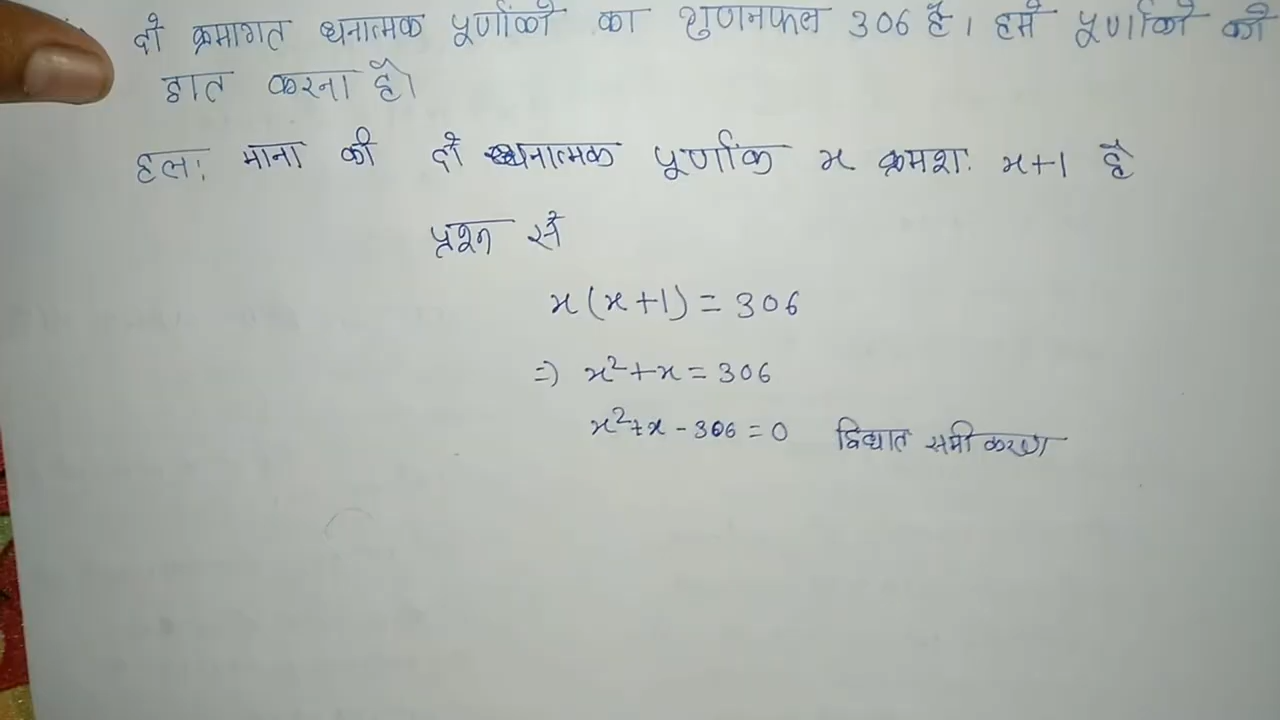 दो क्रमागत धनात्मक पूर्णांको का गुणनफल 306 है। हमें पूर्णांको को
ज्ञात करना है।
हल: माना की दो धनात्मक पूर्णांक x क्रमश: x+1 है
प्रश्न से
x(x+1) = 306
=) x²+x = 306
x²+x - 306 = 0 द्विघात समीकरण